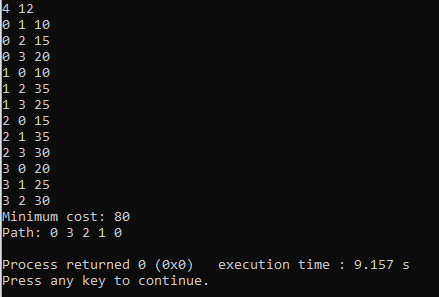 4 12
0 1 10
0 2 15
0 3 20
1 0 10
1 2 35
1 3 25
2 0 15
2 1 35
2 3 30
3 0 20
3 1 25
3 2 30
Minimum cost: 80
Path: 0 3 2 1 0
Process returned 0 (0x0)   execution time : 9.157 s
Press any key to continue.